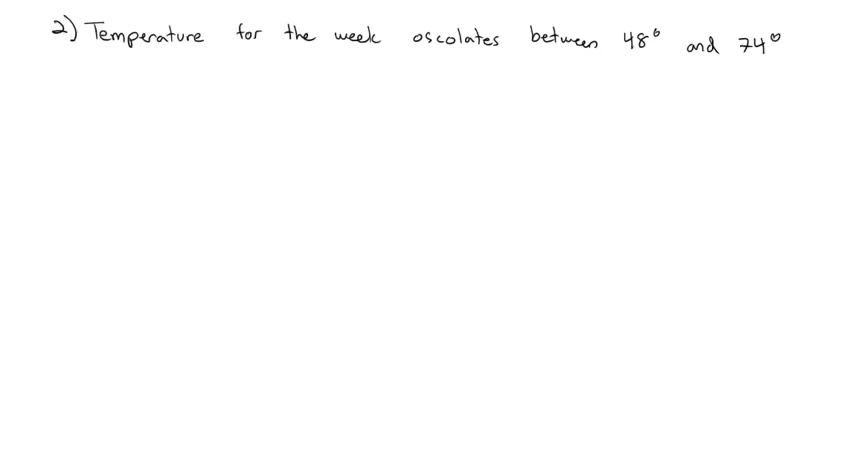 2) Temperature for the week oscolates between 48° and 74°